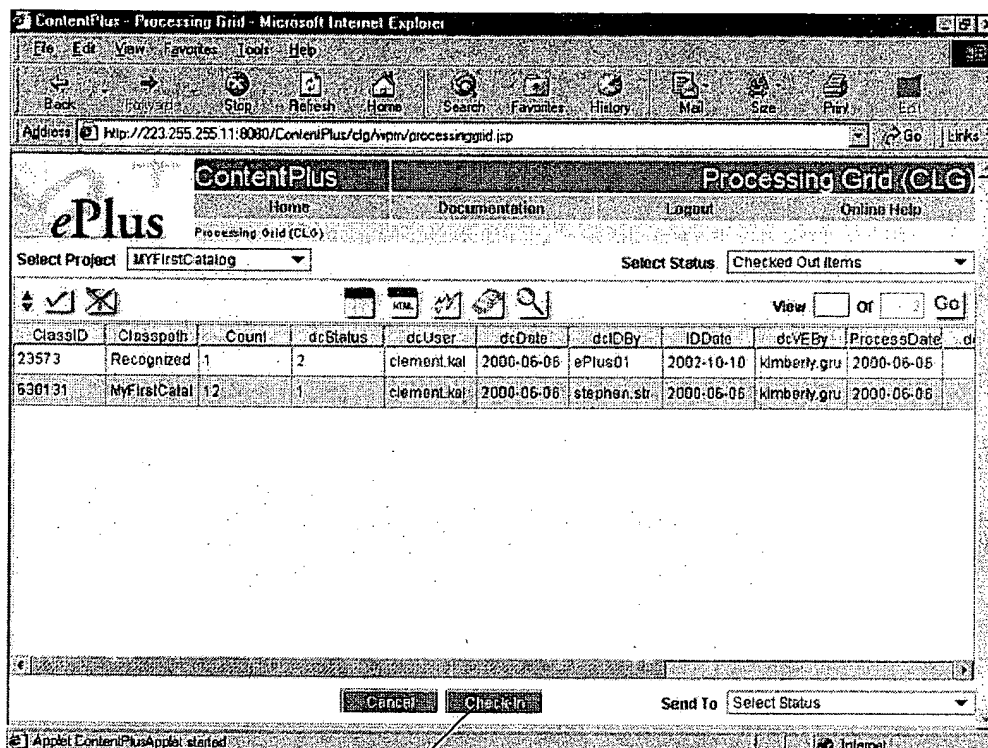 ContentPlus - Processing Grid - Microsoft Internet Explorer
File Edit View Favorites Tools Help
Back Forward Stop Refresh Home Search Favorites History Mail Size Print Edit
Address http://223.255.255.11:8080/ContentPlus/clg/wpm/processinggrid.jsp Go Links
ContentPlus Processing Grid (CLG)
ePlus
Home Documentation Logout Online Help
Processing Grid (CLG)
Select Project MYFirstCatalog Select Status Checked Out Items
HTML View Of 2 Go
ClassID Classpath Count dcStatus dcUser dcDate dcIDBy IDDate dcVEBy ProcessDate
23573 Recognized 1 2 clement.kal 2000-06-06 ePlus01 2002-10-10 kimberly.gru 2000-06-06
630131 MyFirstCatal 12 1 clement.kal 2000-06-06 stephen.str 2000-06-06 kimberly.gru 2000-06-06
Cancel Check-In Send To Select Status
Applet ContentPlusApplet started Internet